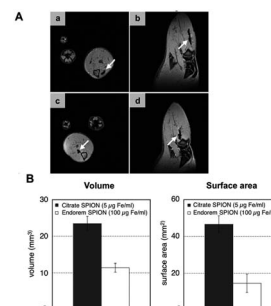 A
a
b
c
d
B
Volume
Surface area
30
■ Citrate SPION (5 µg Fe/ml)
□ Endorem SPION (100 µg Fe/ml)
20
10
volume (mm³)
60
■ Citrate SPION (5 µg Fe/ml)
□ Endorem SPION (100 µg Fe/
40
20
surface area (mm²)